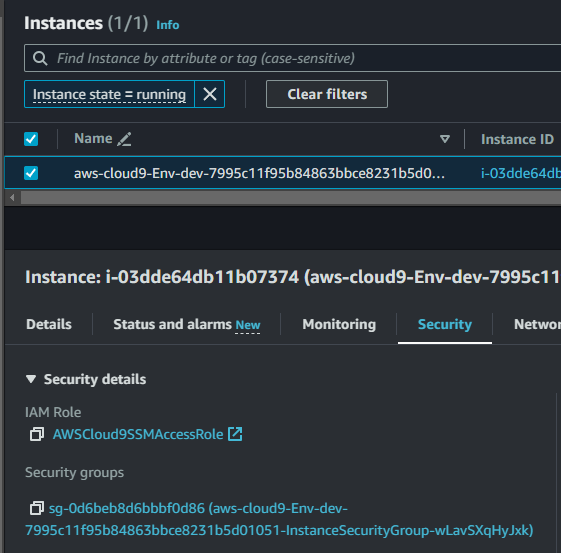 Instances (1/1) Info
Find Instance by attribute or tag (case-sensitive)
Instance state = running
Clear filters
Name
Instance ID
aws-cloud9-Env-dev-7995c11f95b84863bbce8231b5d0...
i-03dde64db
Instance: i-03dde64db11b07374 (aws-cloud9-Env-dev-7995c11
Details Status and alarms New Monitoring Security Networ
Security details
IAM Role
AWSCloud9SSMAccessRole
Security groups
sg-0d6beb8d6bbbf0d86 (aws-cloud9-Env-dev-
7995c11f95b84863bbce8231b5d01051-InstanceSecurityGroup-wLavSXqHyJxk)